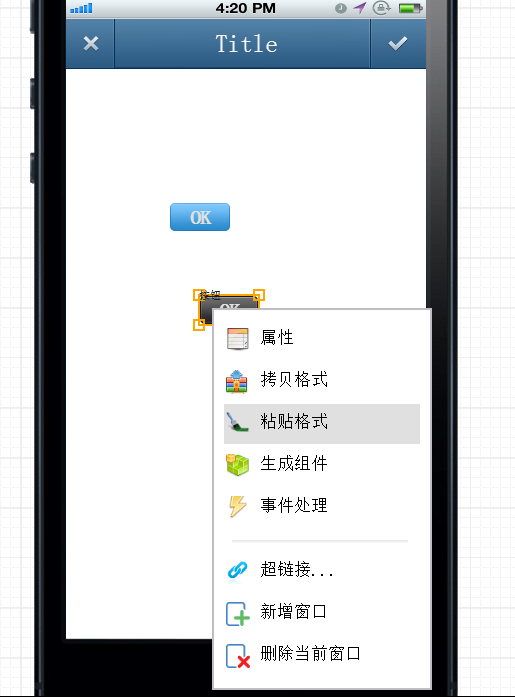 4:20 PM
Title
OK
按钮
OK
属性
拷贝格式
粘贴格式
生成组件
事件处理
超链接...
新增窗口
删除当前窗口